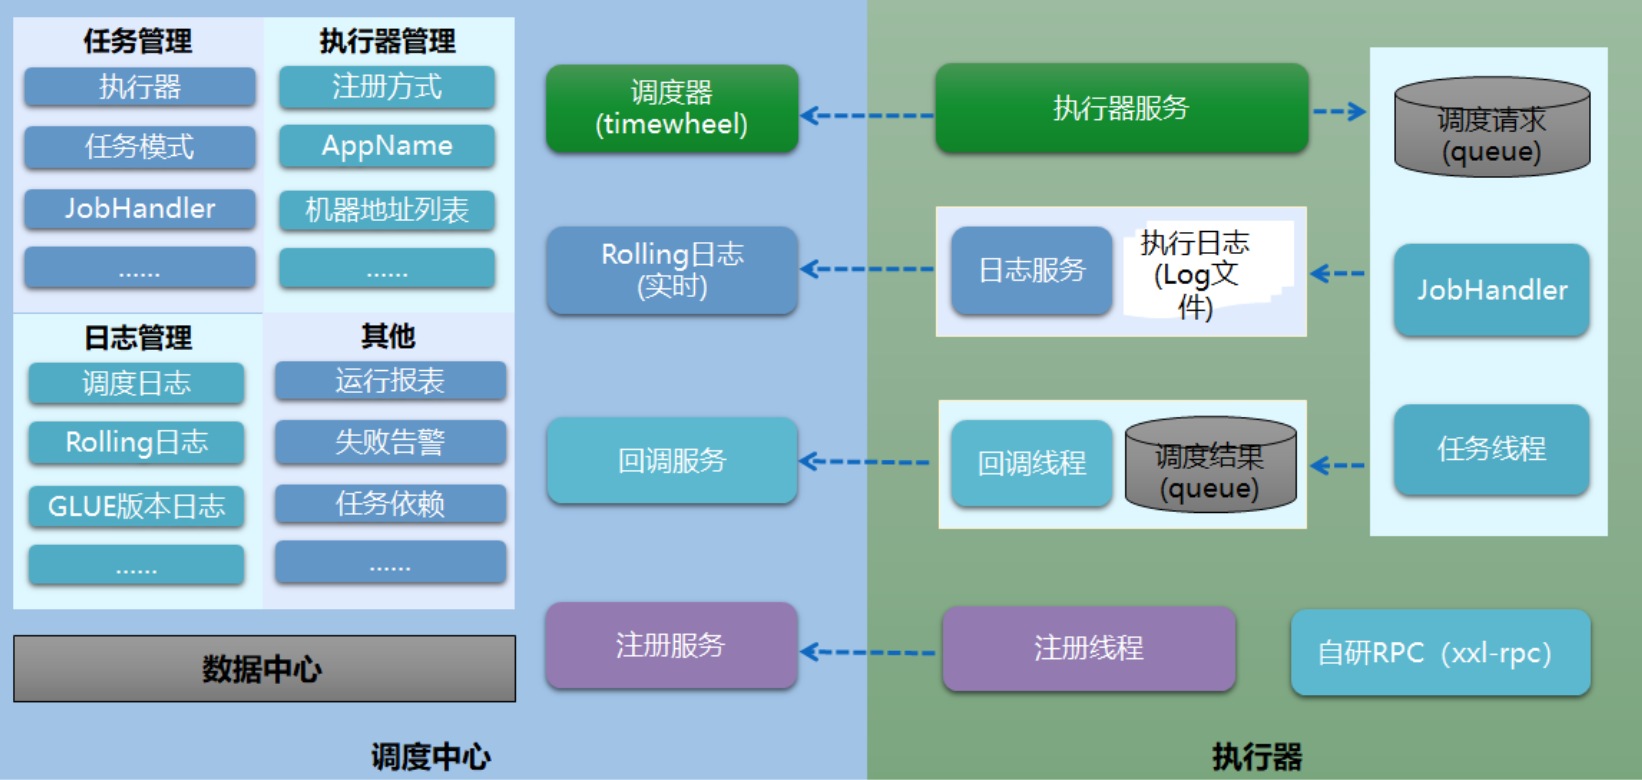 任务管理
执行器
任务模式
JobHandler
......
执行器管理
注册方式
AppName
机器地址列表
......
日志管理
调度日志
Rolling日志
GLUE版本日志
......
其他
运行报表
失败告警
任务依赖
......
数据中心
调度器
(timewheel)
Rolling日志
(实时)
回调服务
注册服务
调度中心
执行器服务
日志服务
执行日志
(Log文
件)
回调线程
调度结果
(queue)
注册线程
调度请求
(queue)
JobHandler
任务线程
自研RPC（xxl-rpc）
执行器